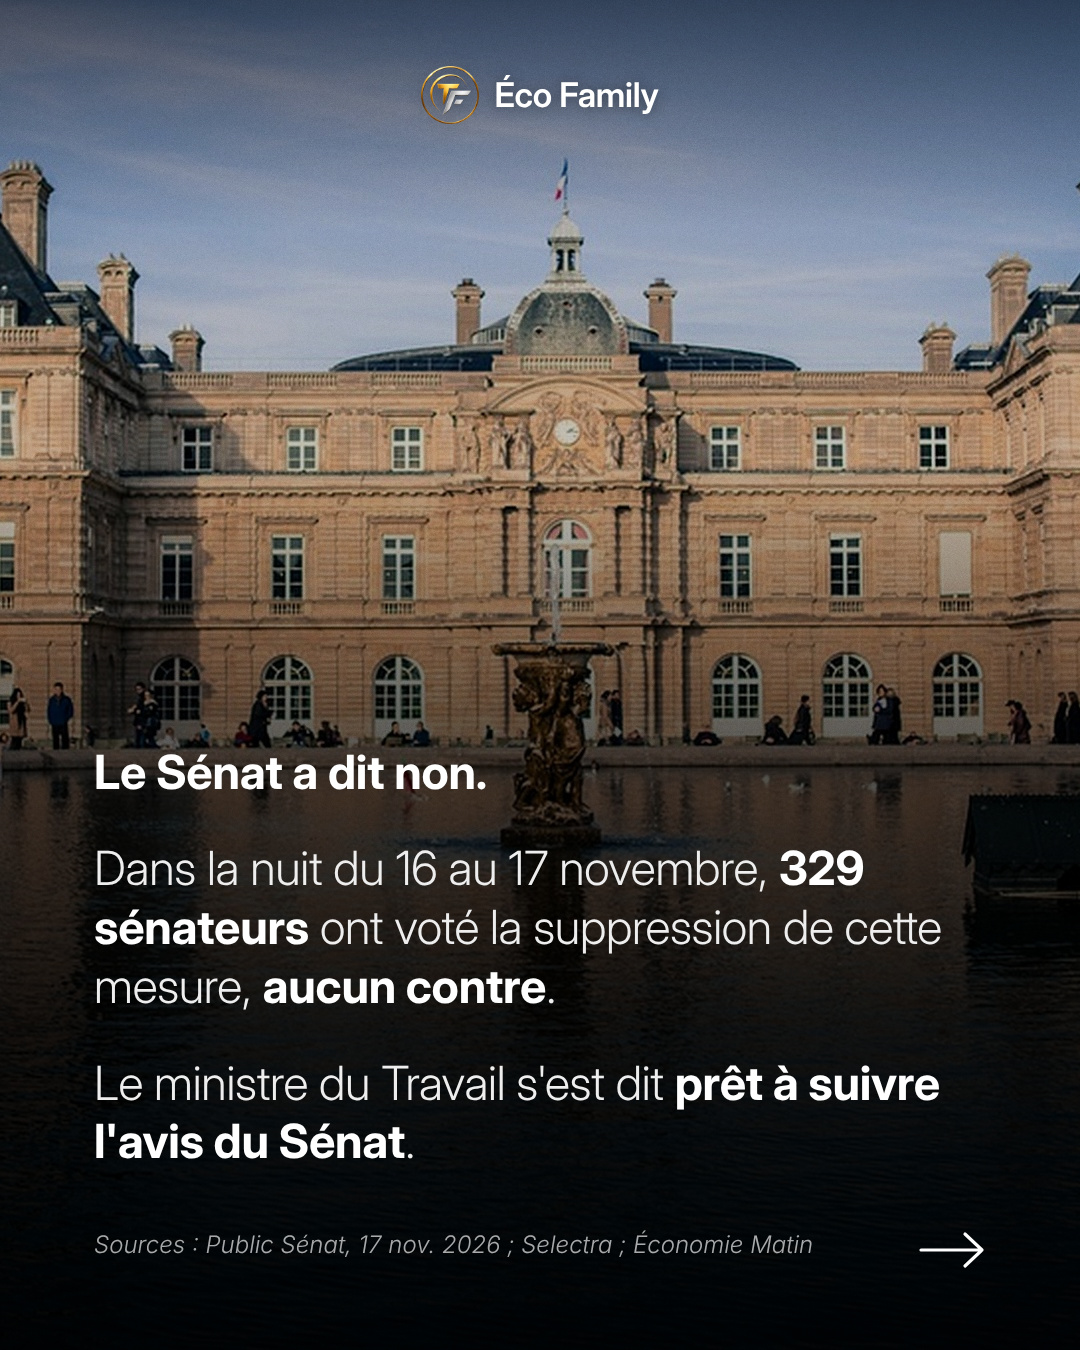 TF
Éco Family
Le Sénat a dit non.
Dans la nuit du 16 au 17 novembre, 329
sénateurs ont voté la suppression de cette
mesure, aucun contre.
Le ministre du Travail s'est dit prêt à suivre
l'avis du Sénat.
Sources : Public Sénat, 17 nov. 2026 ; Selectra ; Économie Matin